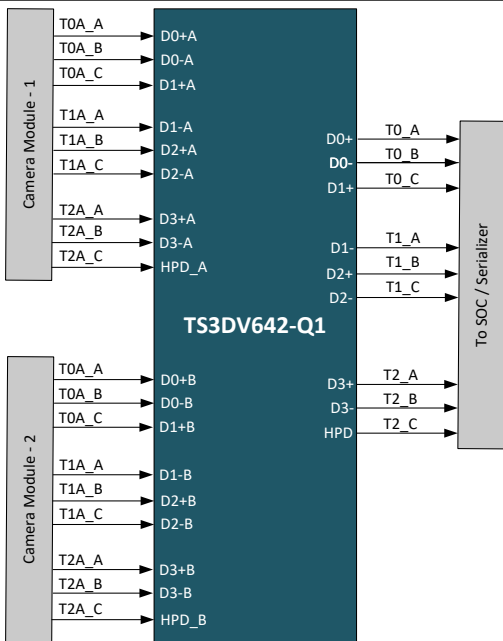 Camera Module - 1
T0A_A
D0+A
T0A_B
D0-A
T0A_C
D1+A
T1A_A
D1-A
T1A_B
D2+A
T1A_C
D2-A
T2A_A
D3+A
T2A_B
D3-A
T2A_C
HPD_A
TS3DV642-Q1
Camera Module - 2
T0A_A
D0+B
T0A_B
D0-B
T0A_C
D1+B
T1A_A
D1-B
T1A_B
D2+B
T1A_C
D2-B
T2A_A
D3+B
T2A_B
D3-B
T2A_C
HPD_B
D0+
T0_A
D0-
T0_B
D1+
T0_C
D1-
T1_A
D2+
T1_B
D2-
T1_C
D3+
T2_A
D3-
T2_B
HPD
T2_C
To SOC / Serializer